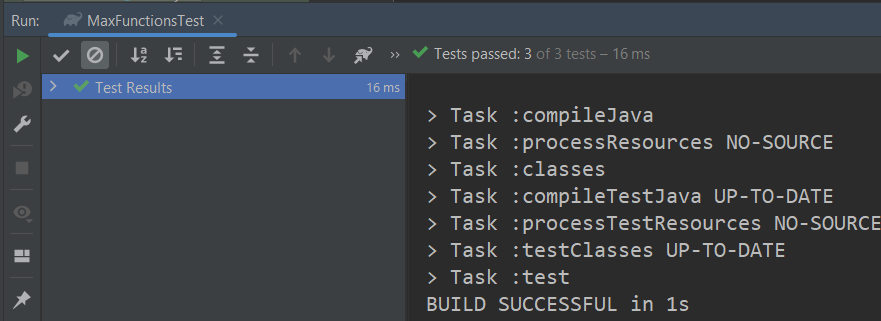 Run: MaxFunctionsTest
Tests passed: 3 of 3 tests – 16 ms
Test Results 16 ms
> Task :compileJava
> Task :processResources NO-SOURCE
> Task :classes
> Task :compileTestJava UP-TO-DATE
> Task :processTestResources NO-SOURCE
> Task :testClasses UP-TO-DATE
> Task :test
BUILD SUCCESSFUL in 1s